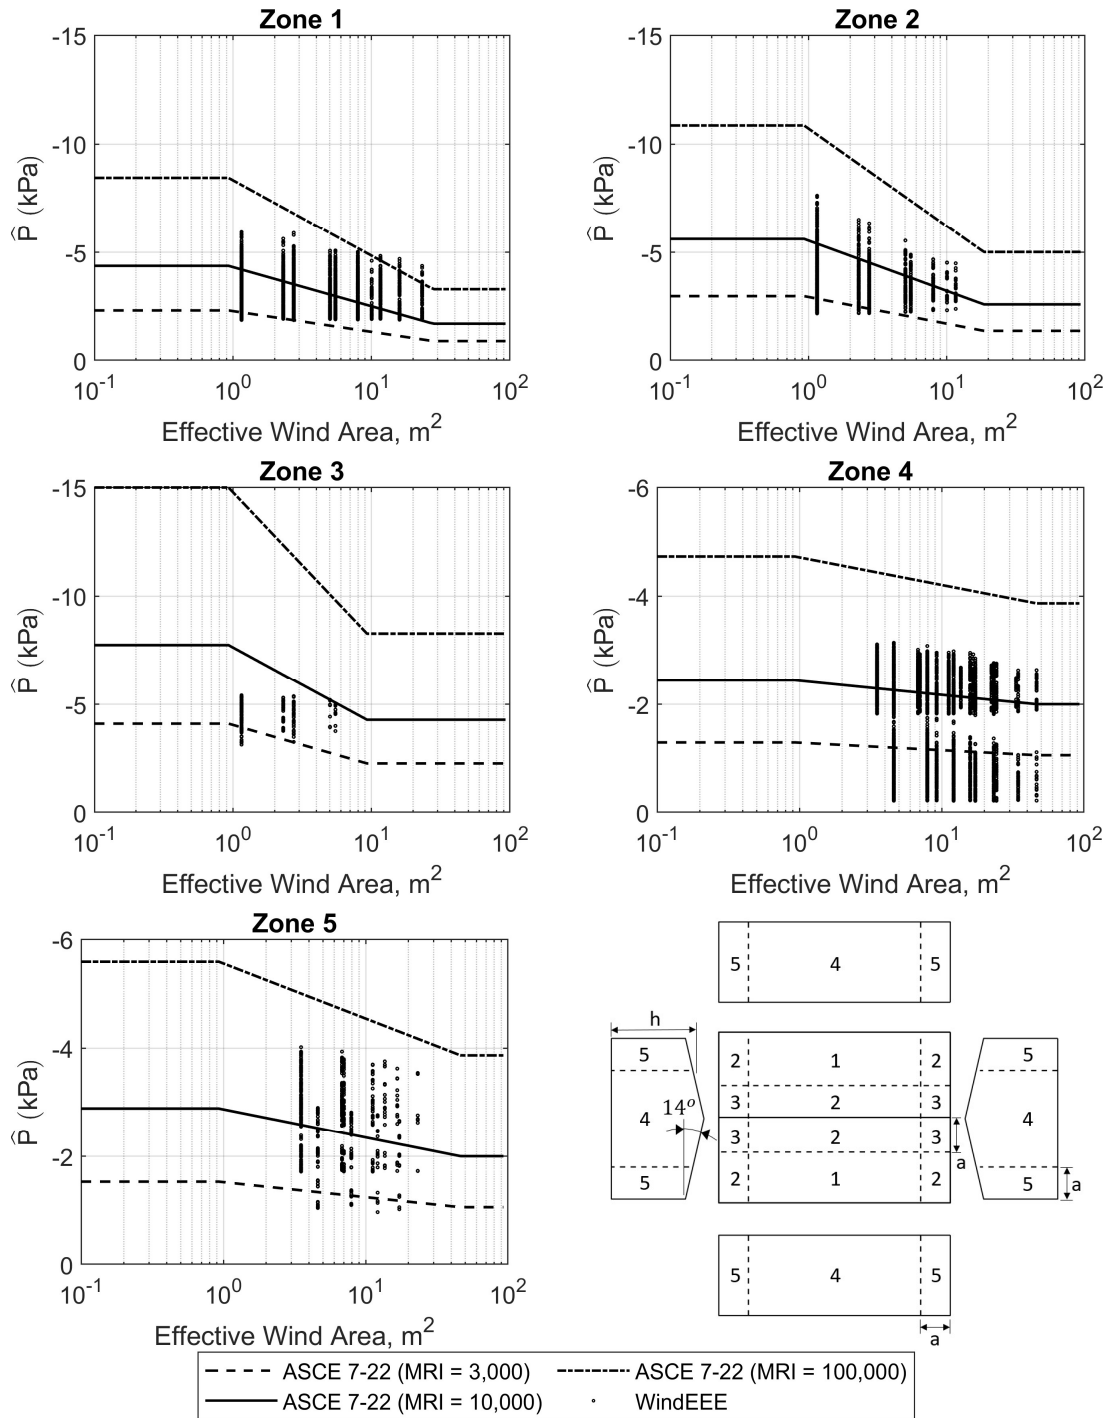 Zone 1
-15
-10
-5
0
P̂ (kPa)
10^-1 10^0 10^1 10^2
Effective Wind Area, m^2
Zone 2
-15
-10
-5
0
P̂ (kPa)
10^-1 10^0 10^1 10^2
Effective Wind Area, m^2
Zone 3
-15
-10
-5
0
P̂ (kPa)
10^-1 10^0 10^1 10^2
Effective Wind Area, m^2
Zone 4
-6
-4
-2
0
P̂ (kPa)
10^-1 10^0 10^1 10^2
Effective Wind Area, m^2
Zone 5
-6
-4
-2
0
P̂ (kPa)
10^-1 10^0 10^1 10^2
Effective Wind Area, m^2
5 4 5
h
5 2 1 2 5
3 2 3
4 14° 4
3 2 3
a
5 2 1 2 5 a
5 4 5
a
ASCE 7-22 (MRI = 3,000) ASCE 7-22 (MRI = 100,000)
ASCE 7-22 (MRI = 10,000) WindEEE